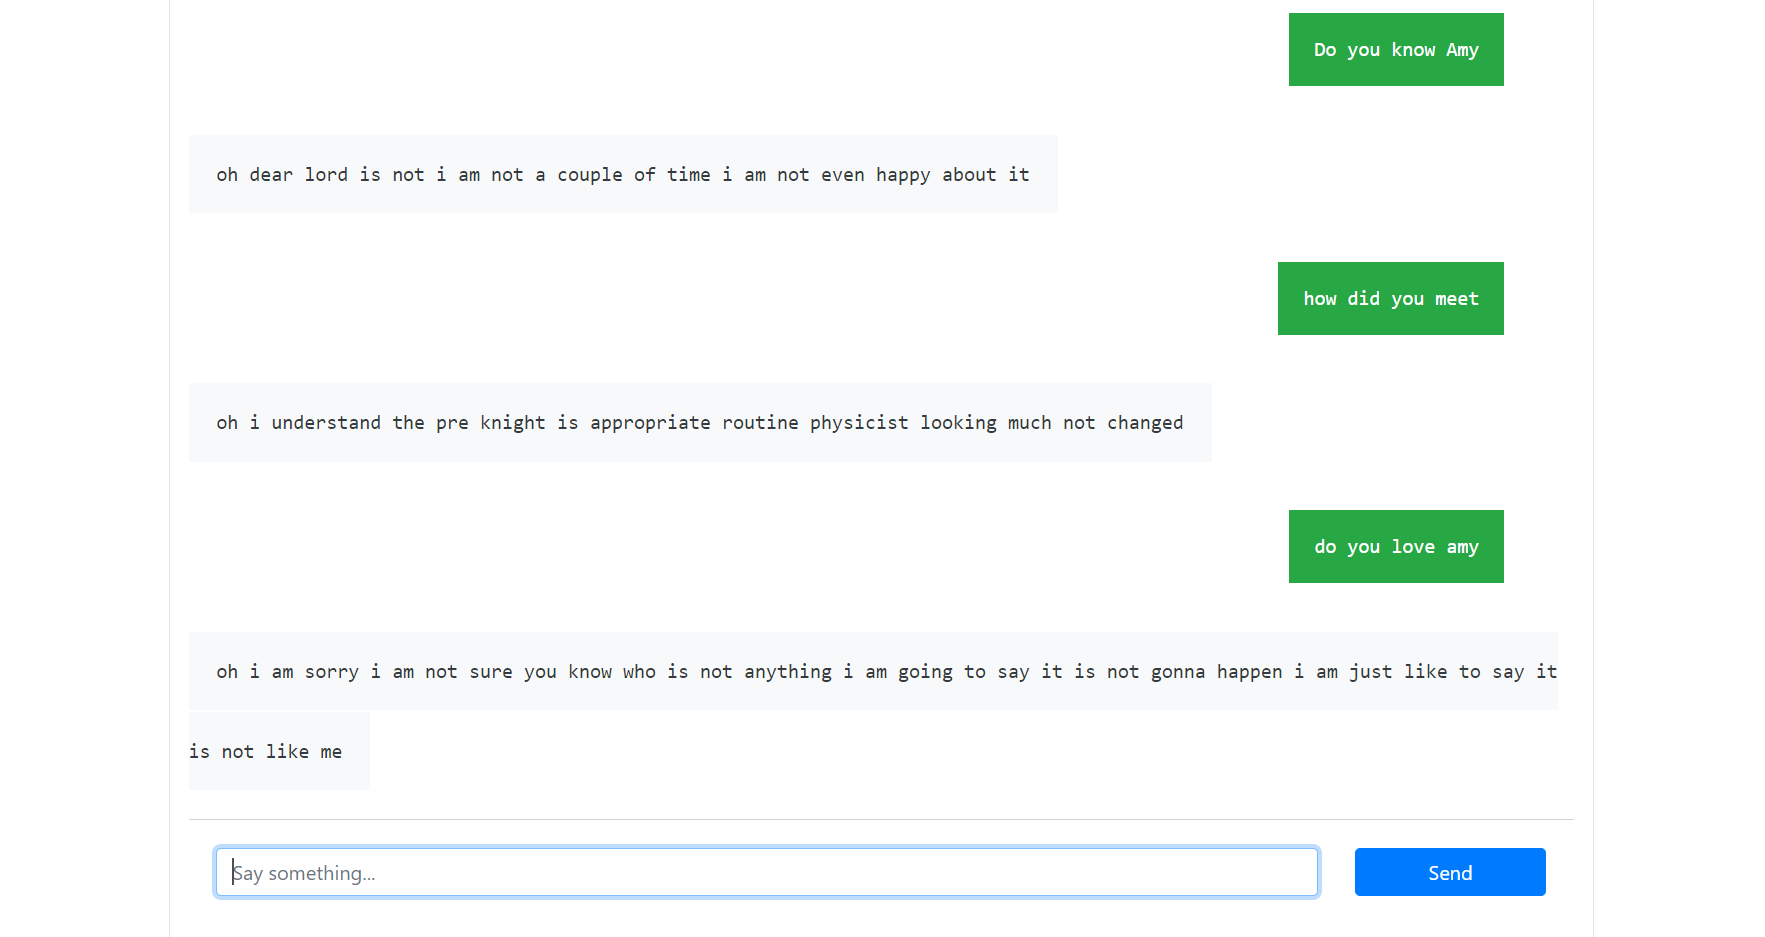 Do you know Amy
oh dear lord is not i am not a couple of time i am not even happy about it
how did you meet
oh i understand the pre knight is appropriate routine physicist looking much not changed
do you love amy
oh i am sorry i am not sure you know who is not anything i am going to say it is not gonna happen i am just like to say it
is not like me
Say something...
Send